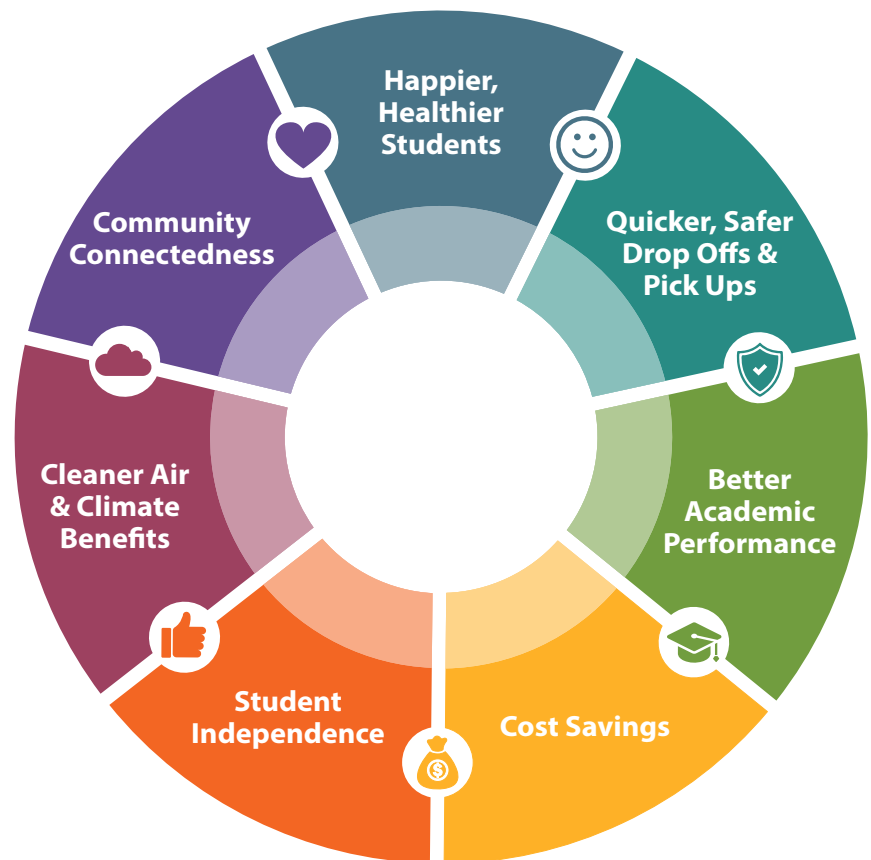 Happier,
Healthier
Students
Quicker, Safer
Drop Offs &
Pick Ups
Better
Academic
Performance
Cost Savings
$
Student
Independence
Cleaner Air
& Climate
Benefits
Community
Connectedness